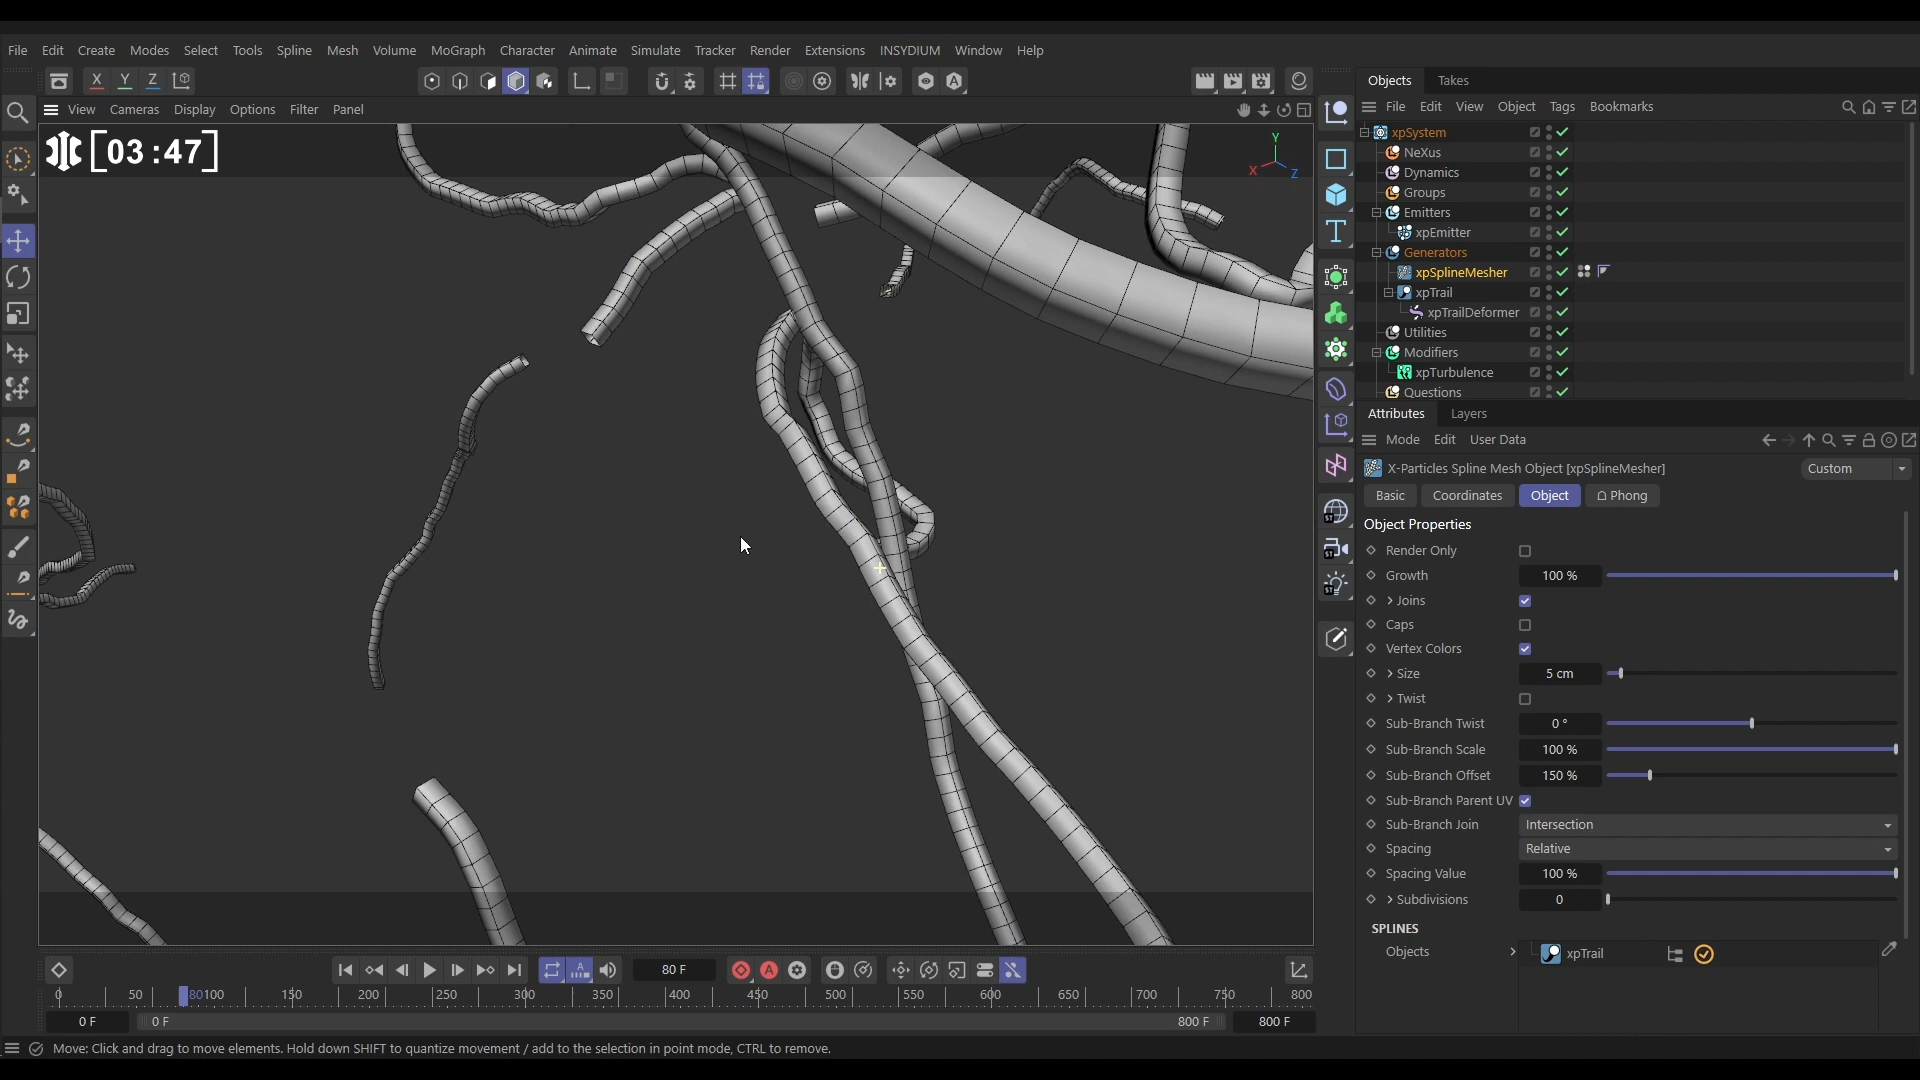 File Edit Create Modes Select Tools Spline Mesh Volume MoGraph Character Animate Simulate Tracker Render Extensions INSYDIUM Window Help
X Y Z
View Cameras Display Options Filter Panel
[03:47]
Y
X
Z
Objects Takes
File Edit View Object Tags Bookmarks
xpSystem
NeXus
Dynamics
Groups
Emitters
xpEmitter
Generators
xpSplineMesher
xpTrail
xpTrailDeformer
Utilities
Modifiers
xpTurbulence
Questions
Attributes Layers
Mode Edit User Data
X-Particles Spline Mesh Object [xpSplineMesher]
Custom
Basic Coordinates Object Phong
Object Properties
Render Only
Growth 100 %
Joins
Caps
Vertex Colors
Size 5 cm
Twist
Sub-Branch Twist 0 °
Sub-Branch Scale 100 %
Sub-Branch Offset 150 %
Sub-Branch Parent UV
Sub-Branch Join Intersection
Spacing Relative
Spacing Value 100 %
Subdivisions 0
SPLINES
Objects xpTrail
80 F
0 50 80 100 150 200 250 300 350 400 450 500 550 600 650 700 750 800
0 F 0 F 800 F 800 F
Move: Click and drag to move elements. Hold down SHIFT to quantize movement / add to the selection in point mode, CTRL to remove.